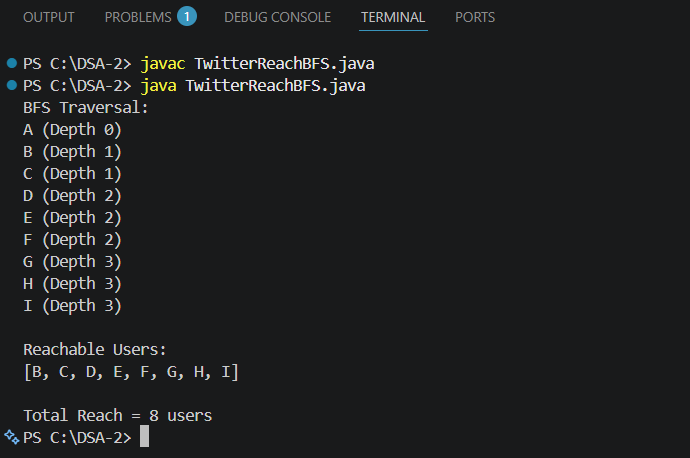 OUTPUT PROBLEMS 1 DEBUG CONSOLE TERMINAL PORTS
PS C:\DSA-2> javac TwitterReachBFS.java
PS C:\DSA-2> java TwitterReachBFS.java
BFS Traversal:
A (Depth 0)
B (Depth 1)
C (Depth 1)
D (Depth 2)
E (Depth 2)
F (Depth 2)
G (Depth 3)
H (Depth 3)
I (Depth 3)
Reachable Users:
[B, C, D, E, F, G, H, I]
Total Reach = 8 users
PS C:\DSA-2>